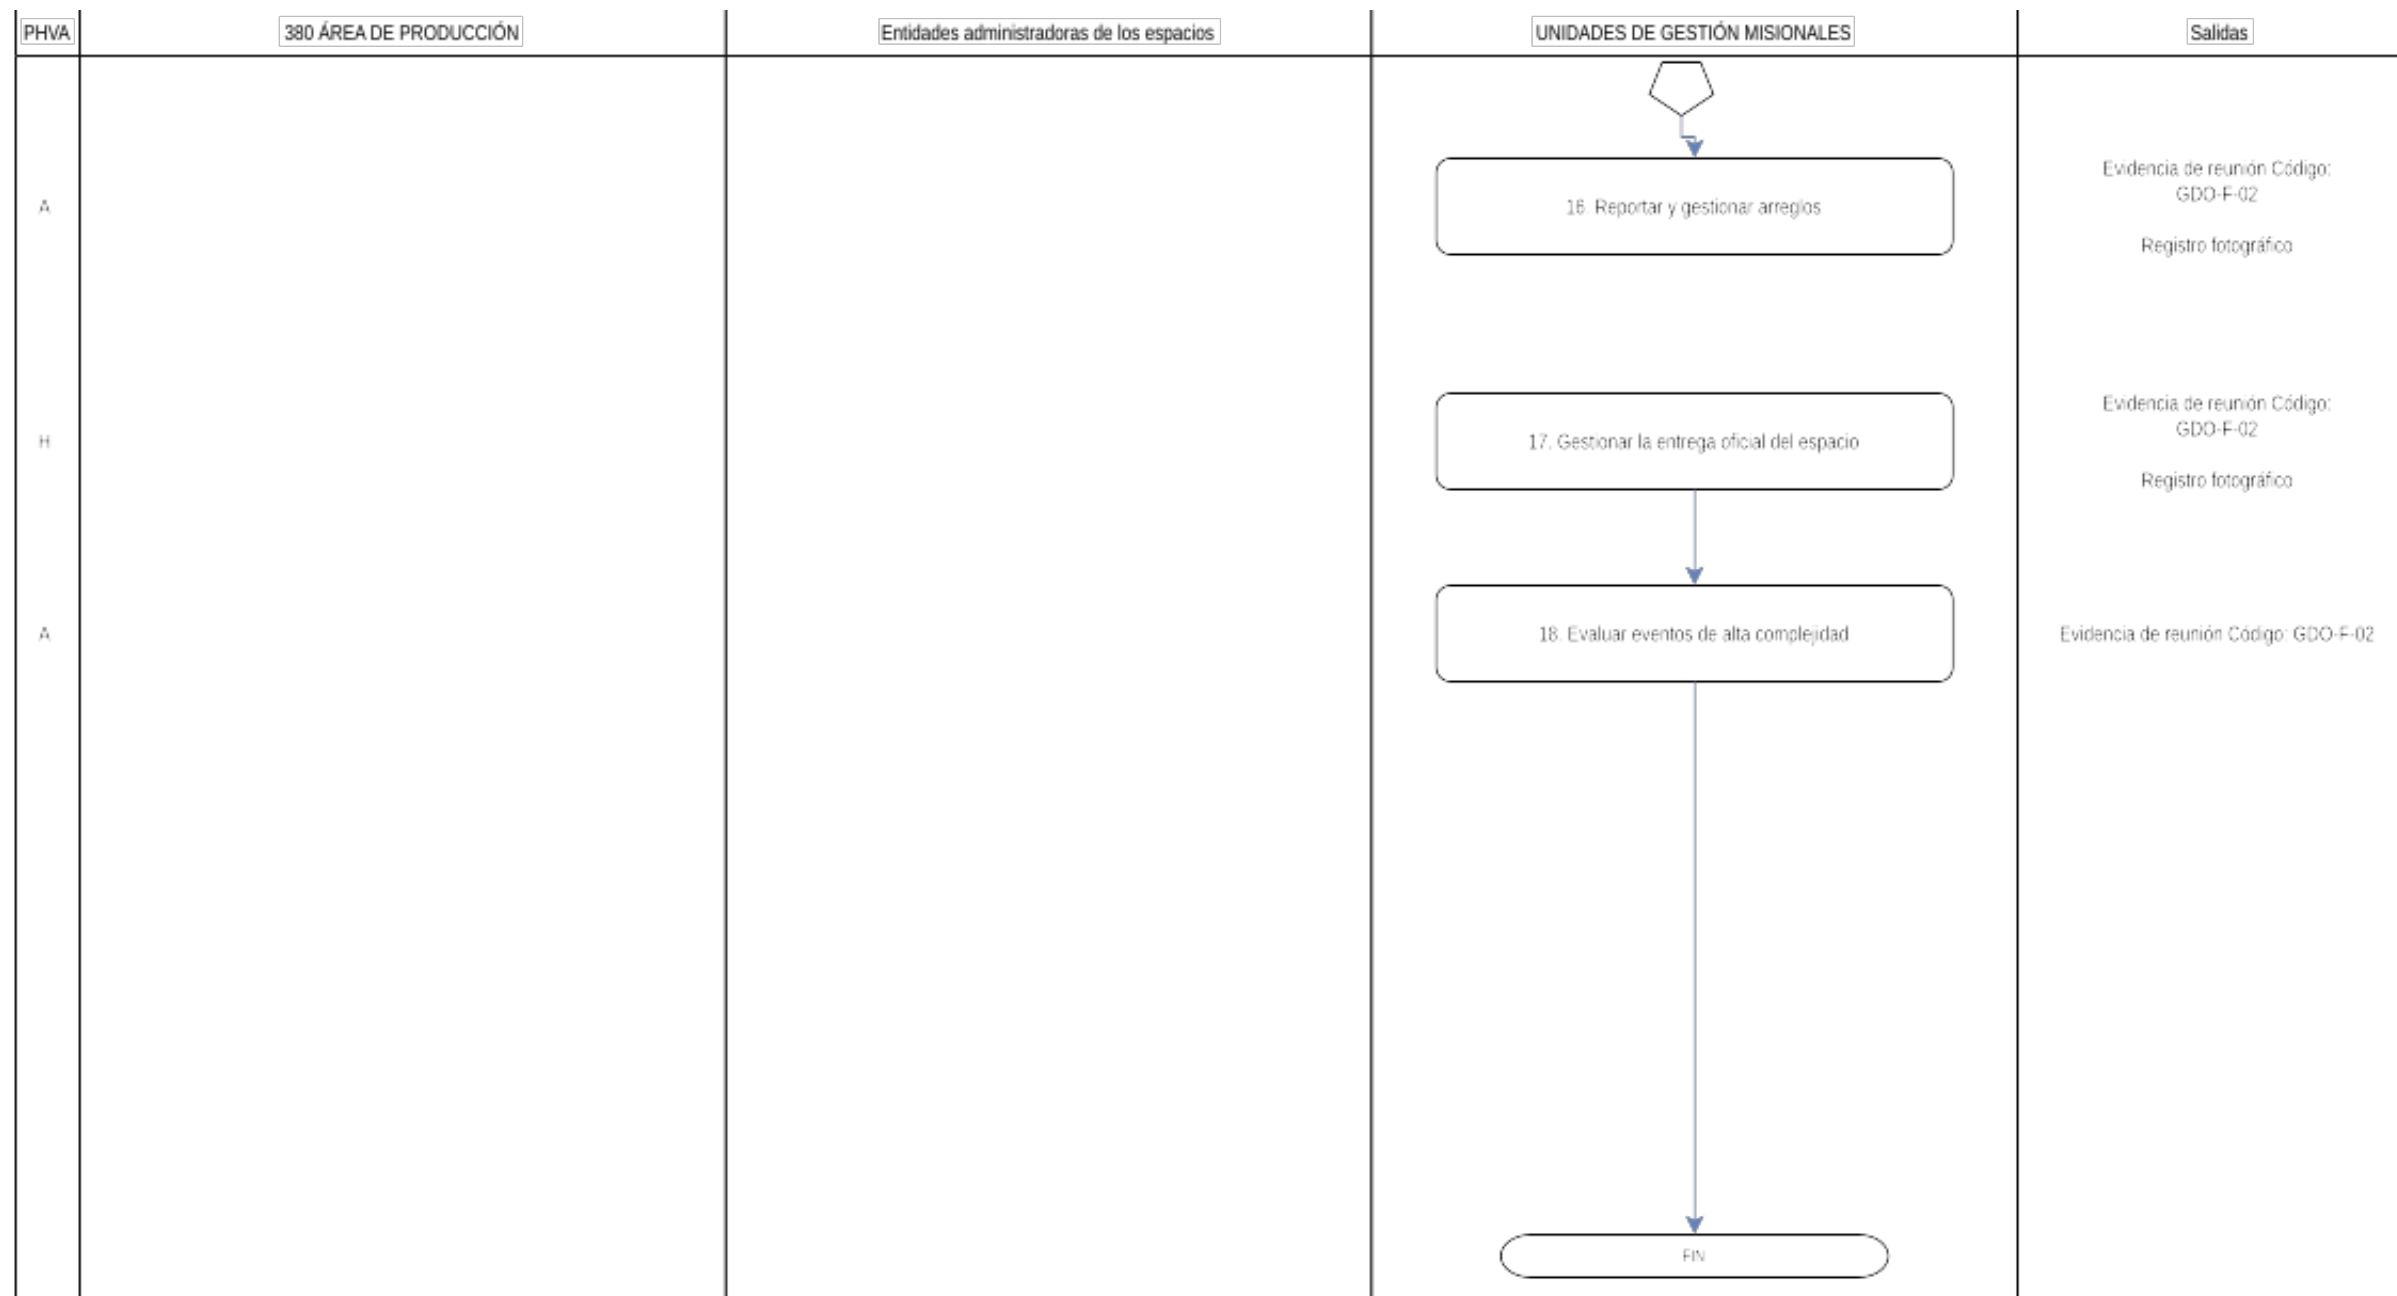 PHVA
380 ÁREA DE PRODUCCIÓN
Entidades administradoras de los espacios
UNIDADES DE GESTIÓN MISIONALES
Salidas
A
16. Reportar y gestionar arreglos
Evidencia de reunión Código:
GDO-F-02
Registro fotográfico
H
17. Gestionar la entrega oficial del espacio
Evidencia de reunión Código:
GDO-F-02
Registro fotográfico
A
18. Evaluar eventos de alta complejidad
Evidencia de reunión Código: GDO-F-02
FIN